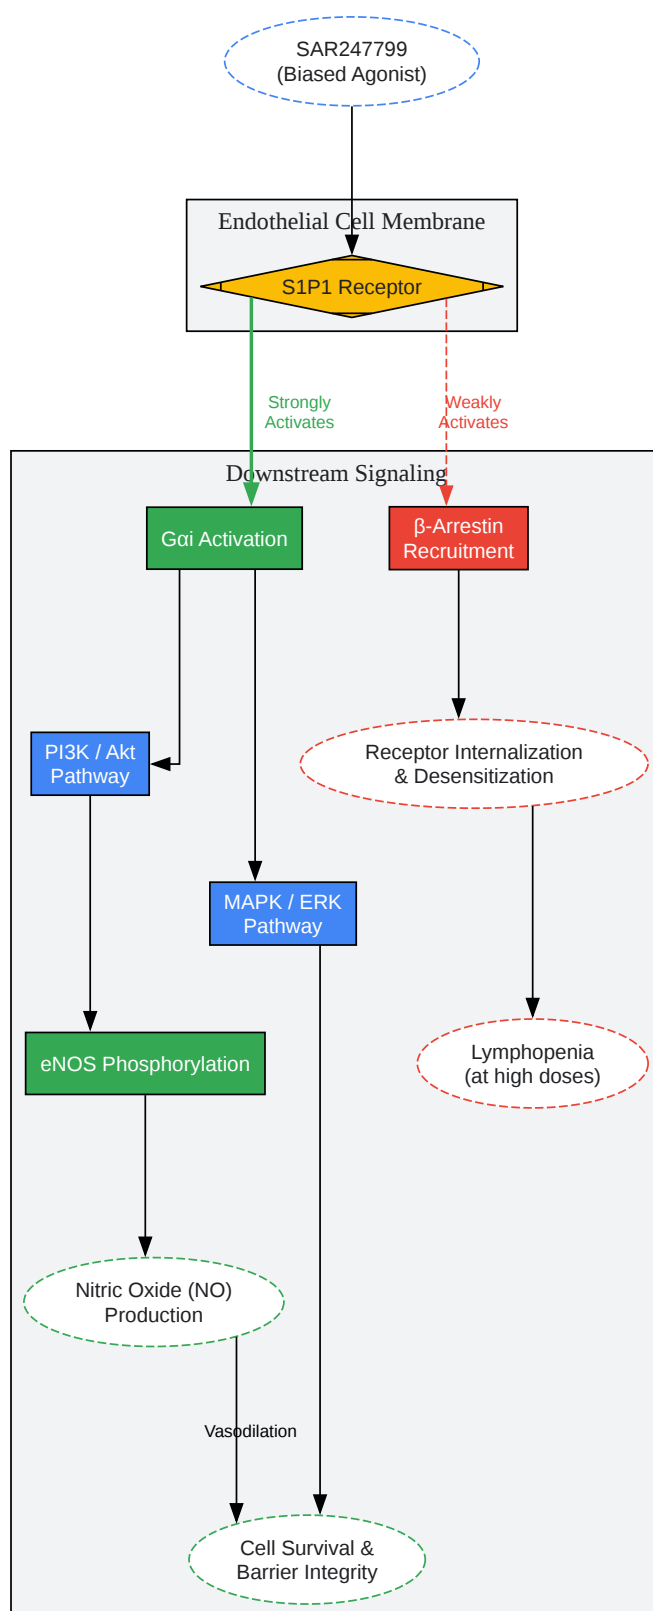 SAR247799
(Biased Agonist)
Endothelial Cell Membrane
S1P1 Receptor
Strongly
Activates
Weakly
Activates
Downstream Signaling
Gαi Activation
β-Arrestin
Recruitment
PI3K / Akt
Pathway
Receptor Internalization
& Desensitization
MAPK / ERK
Pathway
eNOS Phosphorylation
Lymphopenia
(at high doses)
Nitric Oxide (NO)
Production
Vasodilation
Cell Survival &
Barrier Integrity